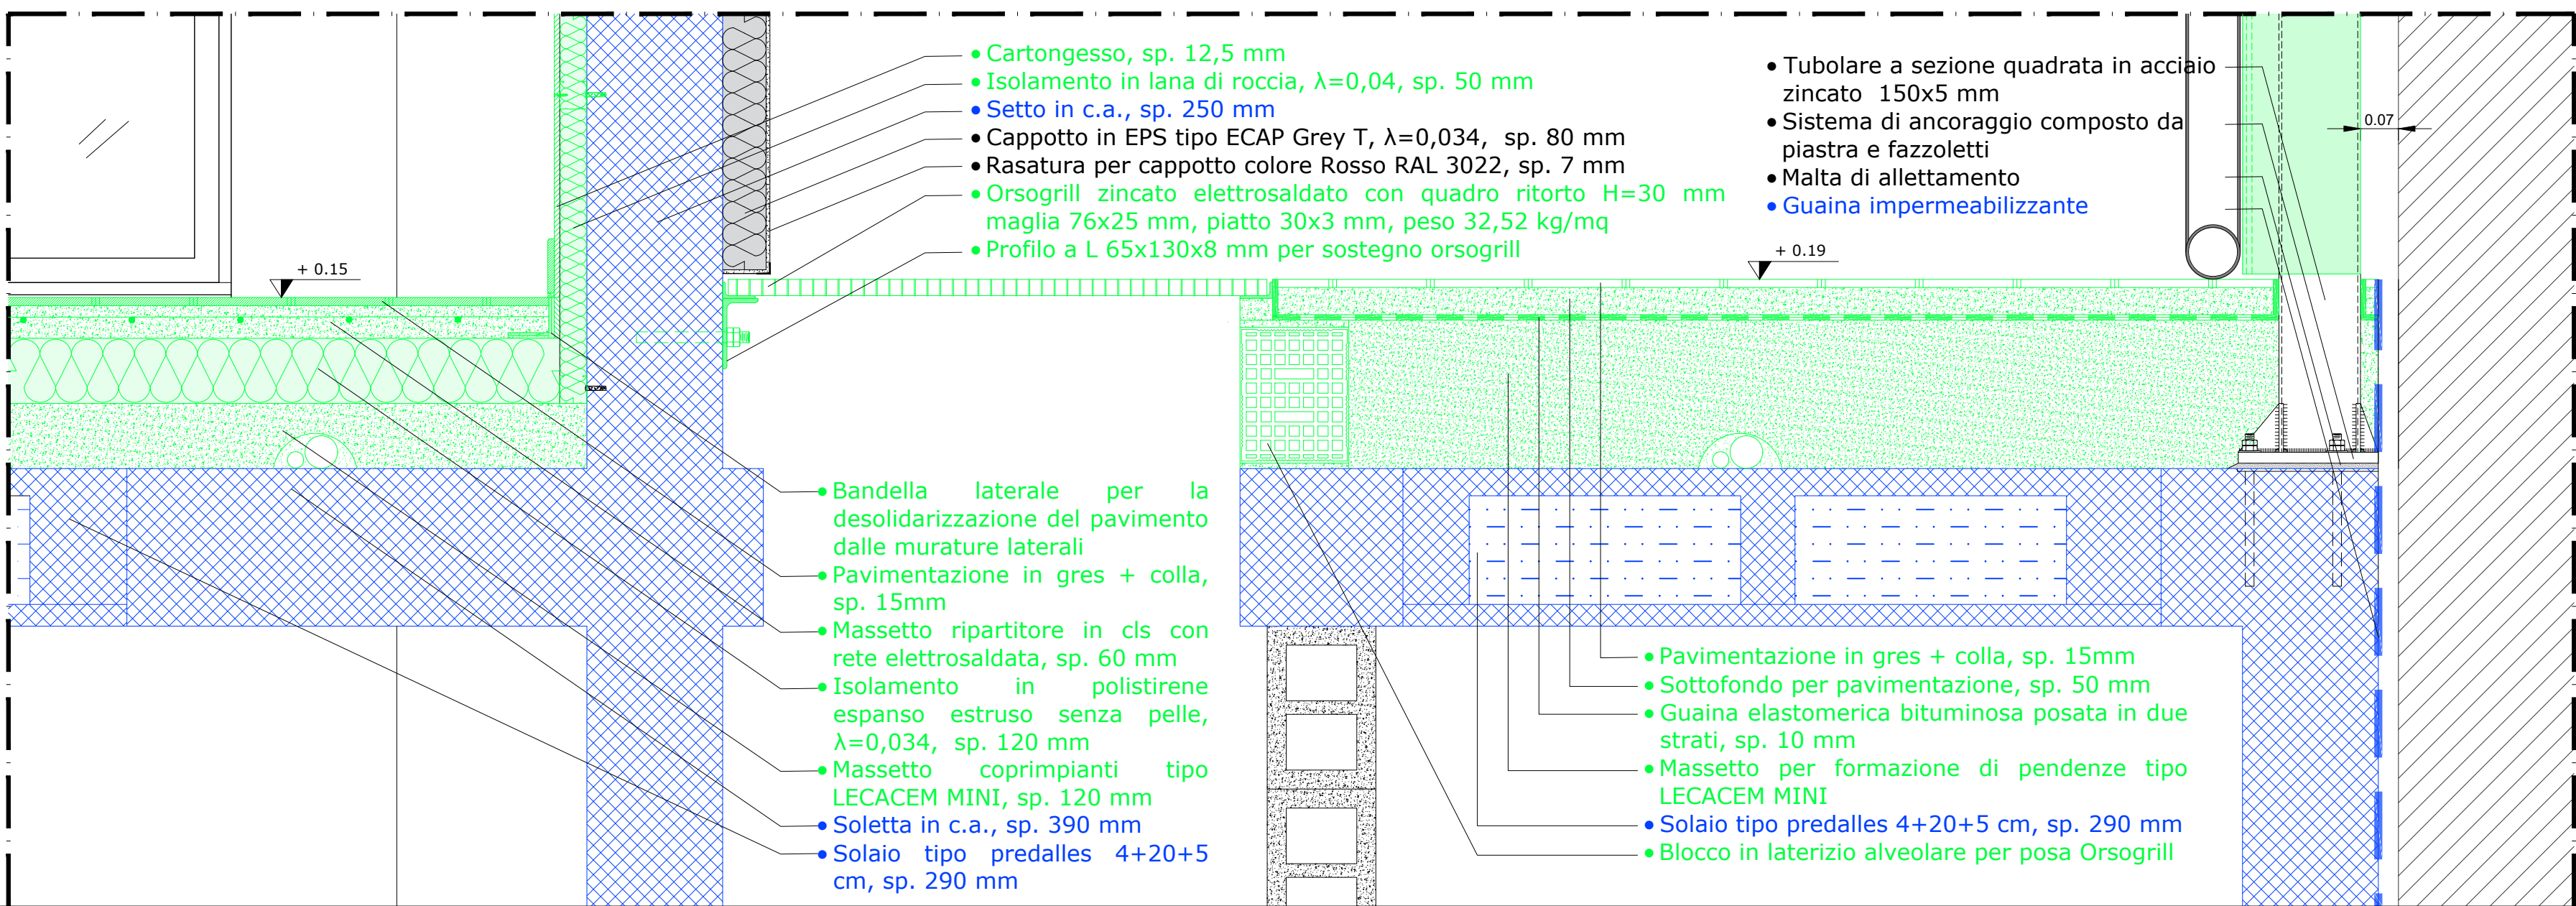 • Cartongesso, sp. 12,5 mm
• Isolamento in lana di roccia, λ=0,04, sp. 50 mm
• Setto in c.a., sp. 250 mm
• Cappotto in EPS tipo ECAP Grey T, λ=0,034, sp. 80 mm
• Rasatura per cappotto colore Rosso RAL 3022, sp. 7 mm
• Orsogrill zincato elettrosaldato con quadro ritorto H=30 mm
maglia 76x25 mm, piatto 30x3 mm, peso 32,52 kg/mq
• Profilo a L 65x130x8 mm per sostegno orsogrill
• Tubolare a sezione quadrata in acciaio
zincato 150x5 mm
• Sistema di ancoraggio composto da
piastra e fazzoletti
• Malta di allettamento
• Guaina impermeabilizzante
0.07
+ 0.15
+ 0.19
• Bandella laterale per la
desolidarizzazione del pavimento
dalle murature laterali
• Pavimentazione in gres + colla,
sp. 15mm
• Massetto ripartitore in cls con
rete elettrosaldata, sp. 60 mm
• Isolamento in polistirene
espanso estruso senza pelle,
λ=0,034, sp. 120 mm
• Massetto coprimpianti tipo
LECACEM MINI, sp. 120 mm
• Soletta in c.a., sp. 390 mm
• Solaio tipo predalles 4+20+5
cm, sp. 290 mm
• Pavimentazione in gres + colla, sp. 15mm
• Sottofondo per pavimentazione, sp. 50 mm
• Guaina elastomerica bituminosa posata in due
strati, sp. 10 mm
• Massetto per formazione di pendenze tipo
LECACEM MINI
• Solaio tipo predalles 4+20+5 cm, sp. 290 mm
• Blocco in laterizio alveolare per posa Orsogrill